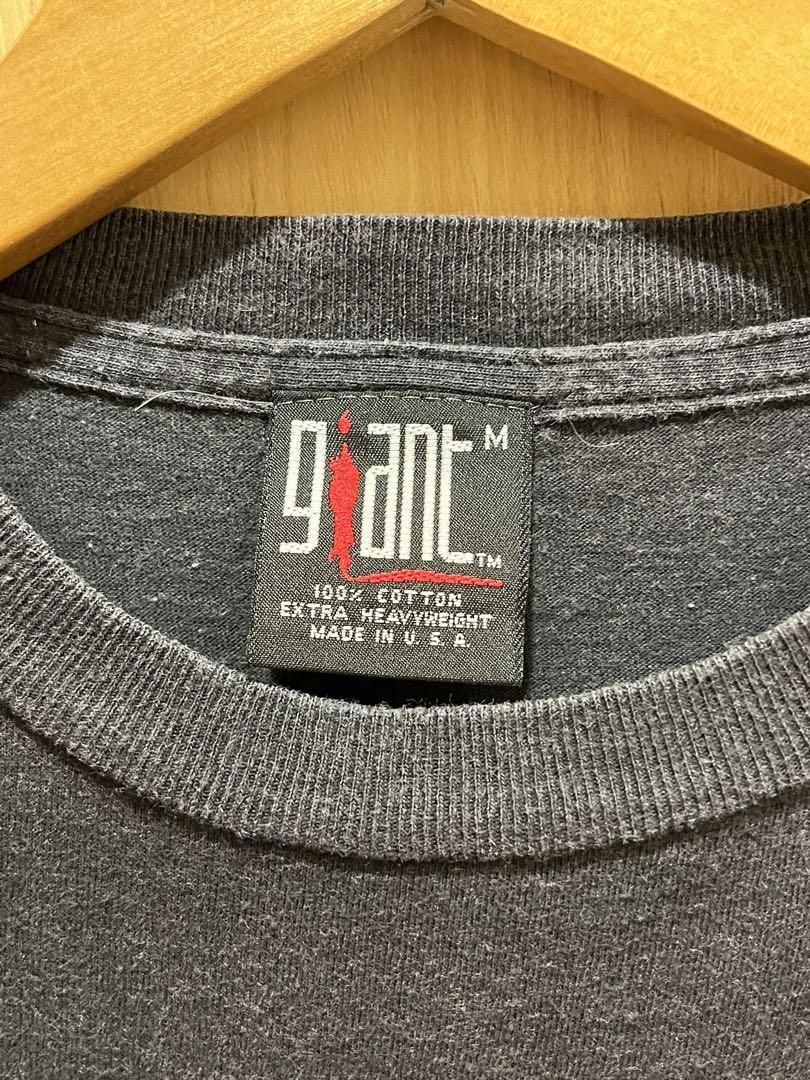 giant M
TM
100% COTTON
EXTRA HEAVYWEIGHT
MADE IN U. S. A.